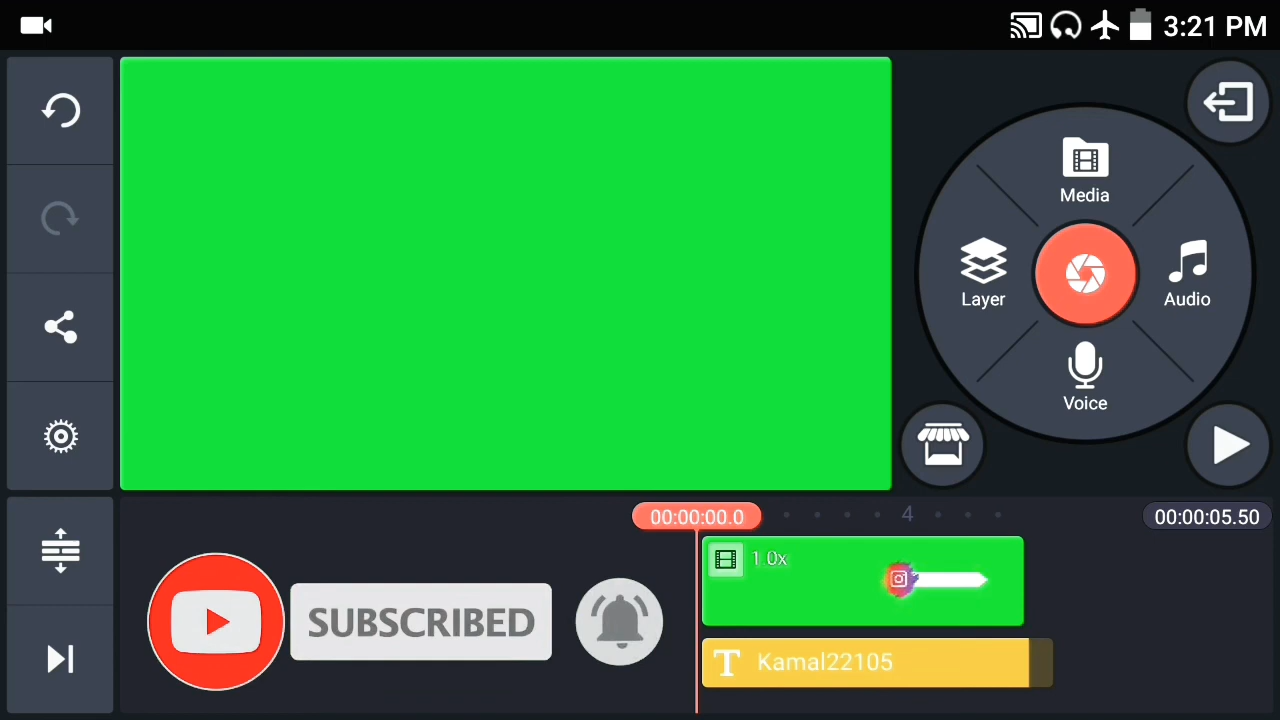 3:21 PM
Media
Layer
Audio
Voice
00:00:00.0
4
00:00:05.50
1.0x
SUBSCRIBED
T Kamal22105